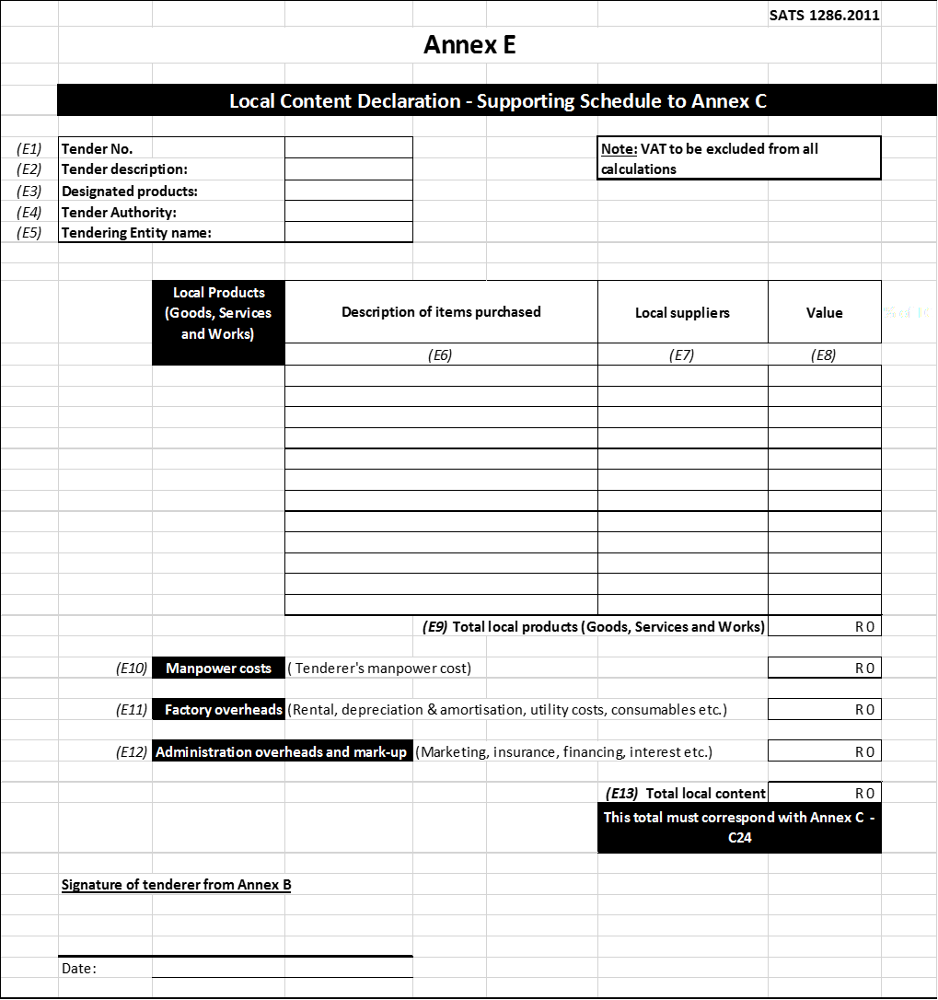 SATS 1286.2011
Annex E
Local Content Declaration - Supporting Schedule to Annex C
(E1) Tender No.
(E2) Tender description:
(E3) Designated products:
(E4) Tender Authority:
(E5) Tendering Entity name:
Note: VAT to be excluded from all
calculations
Local Products
(Goods, Services
and Works)
Description of items purchased
Local suppliers
Value
(E6) (E7) (E8)
(E9) Total local products (Goods, Services and Works) R 0
(E10) Manpower costs ( Tenderer's manpower cost) R 0
(E11) Factory overheads (Rental, depreciation & amortisation, utility costs, consumables etc.) R 0
(E12) Administration overheads and mark-up (Marketing, insurance, financing, interest etc.) R 0
(E13) Total local content R 0
This total must correspond with Annex C -
C24
Signature of tenderer from Annex B
Date: